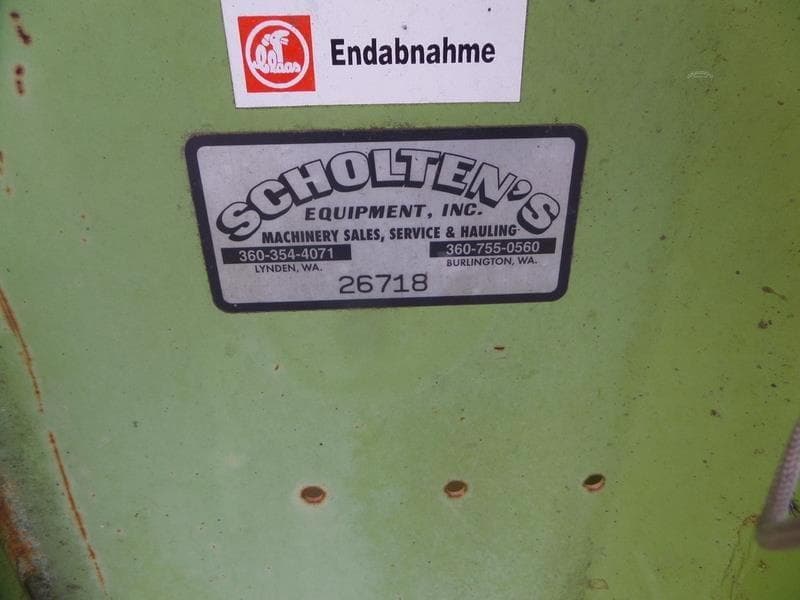 Claas
Endabnahme
SCHOLTEN'S
EQUIPMENT, INC.
MACHINERY SALES, SERVICE & HAULING
360-354-4071 360-755-0560
LYNDEN, WA. BURLINGTON, WA.
26718